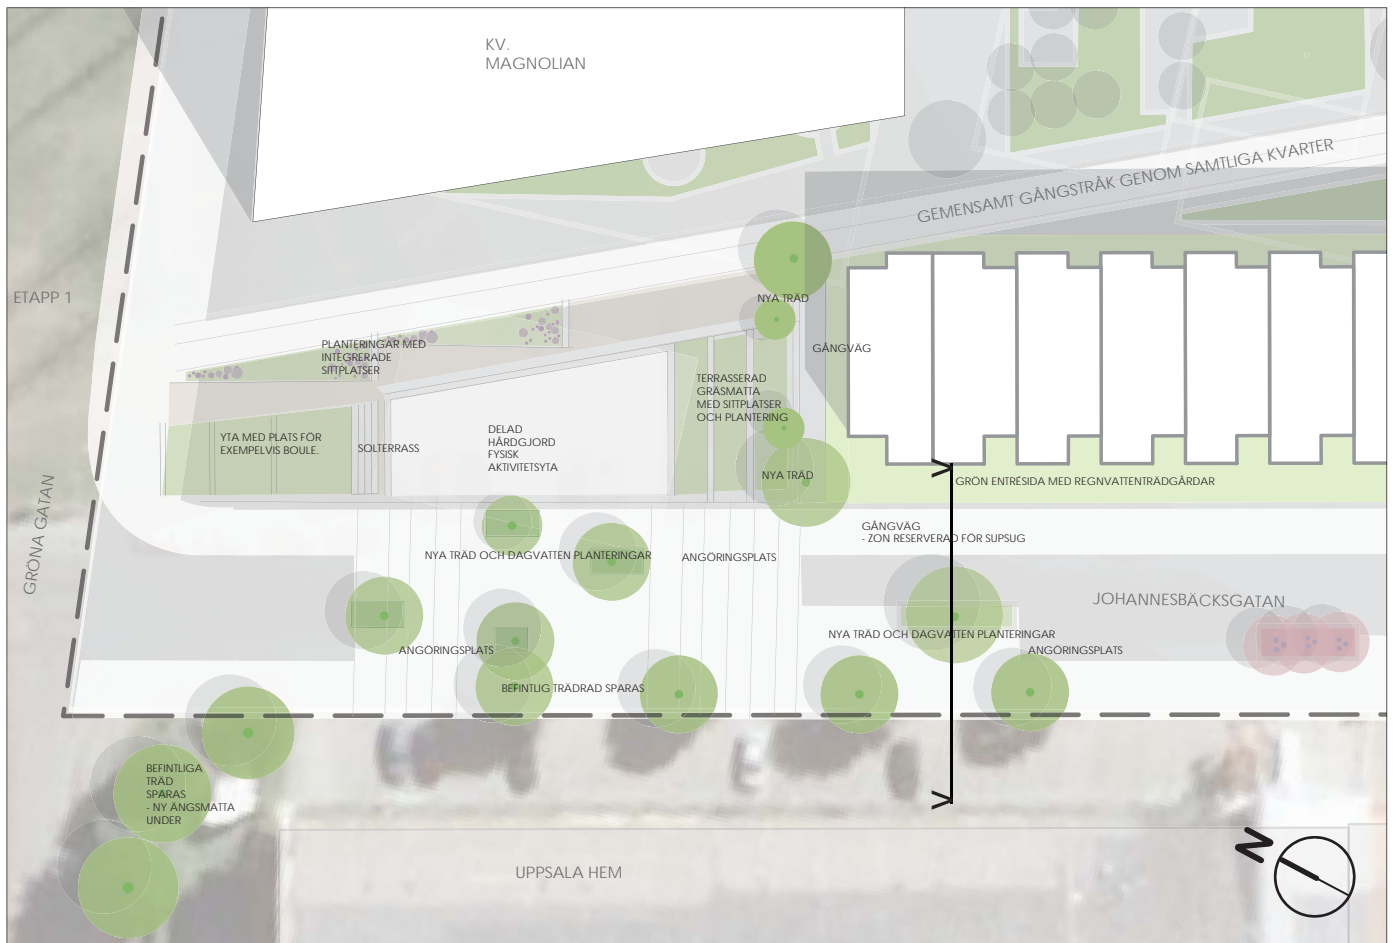 KV.
MAGNOLIAN
GEMENSAMT GÅNGSTRÅK GENOM SAMTLIGA KVARTER
ETAPP 1
NYA TRÄD
PLANTERINGAR MED
INTEGRERADE
SITTPLATSER
GÅNGVÄG
TERRASSERAD
GRÄSMATTA
MED SITTPLATSER
OCH PLANTERING
YTA MED PLATS FÖR
EXEMPELVIS BOULE.
SOLTERRASS
DELAD
HÅRDGJORD
FYSISK
AKTIVITETSYTA
NYA TRÄD
GRÖN ENTRÉSIDA MED REGNVATTENTRÄDGÅRDAR
GRÖNA GATAN
GÅNGVÄG
- ZON RESERVERAD FÖR SUPSUG
NYA TRÄD OCH DAGVATTEN PLANTERINGAR
ANGÖRINGSPLATS
JOHANNESBÄCKSGATAN
NYA TRÄD OCH DAGVATTEN PLANTERINGAR
ANGÖRINGSPLATS
ANGÖRINGSPLATS
BEFINTLIG TRÄDRAD SPARAS
BEFINTLIGA
TRÄD
SPARAS
- NY ÄNGSMATTA
UNDER
UPPSALA HEM
N